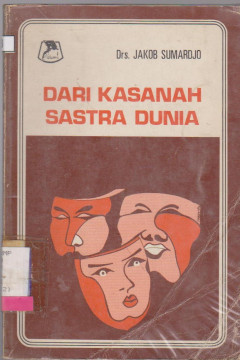 Drs. JAKOB SUMARDJO
DARI KASANAH
SASTRA DUNIA